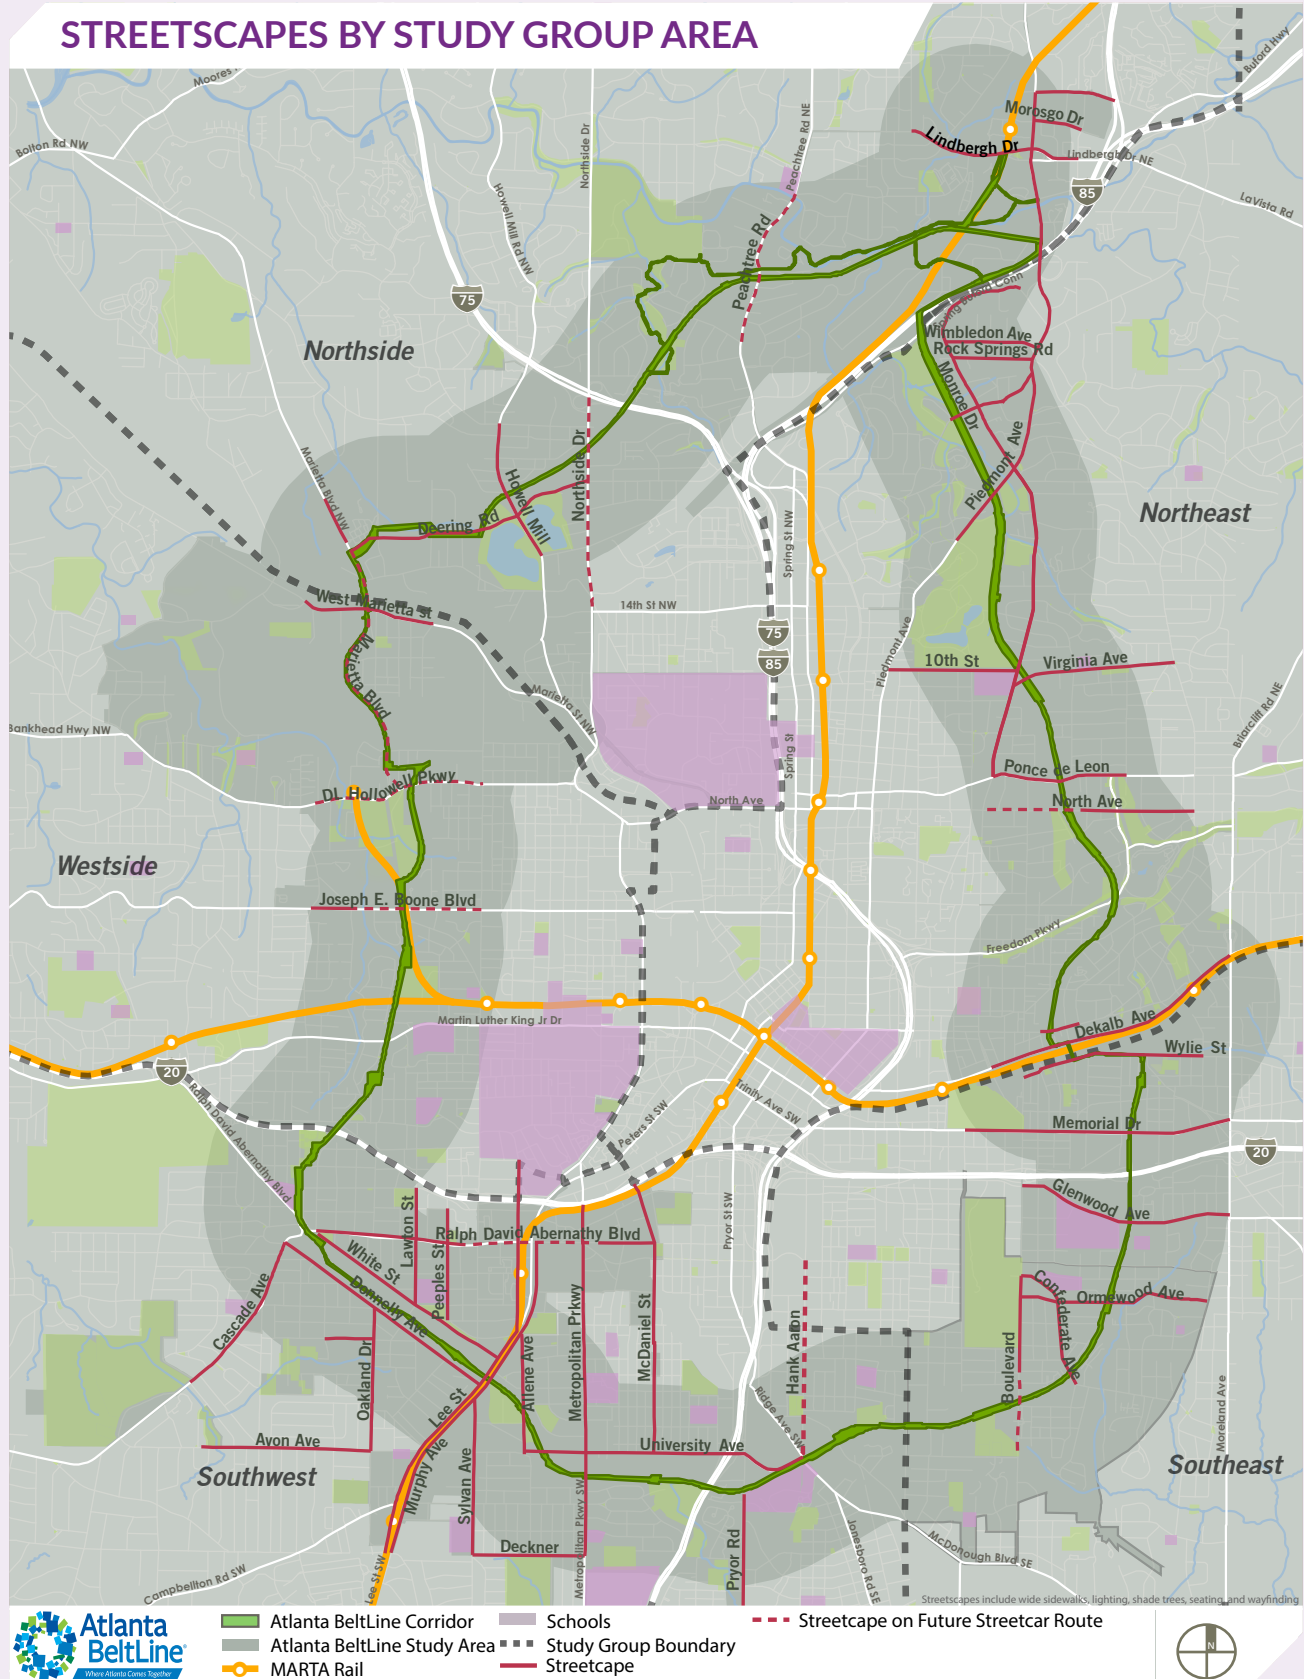 STREETSCAPES BY STUDY GROUP AREA
Moores
Buford Hwy
Bolton Rd NW
Northside Dr
Peachtree Rd NE
Morosgo Dr
Lindbergh Dr
Lindbergh Dr NE
85
LaVista Rd
Howell Mill Rd NW
Peachtree Rd
75
Northside
Wimbledon Ave
Rock Springs Rd
Monroe Dr
Piedmont Ave
Northeast
Marietta Blvd NW
Howell Mill
Northside Dr
Deering Rd
Spring St NW
West Marietta st
14th St NW
75
85
Piedmont Ave
10th St
Virginia Ave
Marietta Blvd
Marietta St NW
Briarcliff Rd NE
Bankhead Hwy NW
Spring St
Ponce de Leon
DL Hollowell Pkwy
North Ave
North Ave
Westside
Joseph E. Boone Blvd
Freedom Pkwy
Martin Luther King Jr Dr
Dekalb Ave
Wylie St
20
Ralph David Abernathy Blvd
Peters St SW
Trinity Ave SW
Memorial Dr
20
Glenwood Ave
Lawton St
Peeples St
Ralph David Abernathy Blvd
Pryor St SW
White St
Donnelly Ave
Cascade Ave
Confederate Ave
Ormewood Ave
Oakland Dr
Allene Ave
Metropolitan Prkwy
McDaniel St
Hank Aaron
Boulevard
Moreland Ave
Ridge Ave SW
Lee St
Avon Ave
University Ave
Southwest
Murphy Ave
Sylvan Ave
Southeast
Metropolitan Pkwy SW
Deckner
Pryor Rd
Jonesboro Rd SE
McDonough Blvd SE
Campbellton Rd SW
Lee St SW
Streetscapes include wide sidewalks, lighting, shade trees, seating, and wayfinding
Atlanta
BeltLine®
Where Atlanta Comes Together
Atlanta BeltLine Corridor
Atlanta BeltLine Study Area
MARTA Rail
Schools
Study Group Boundary
Streetcape
Streetcape on Future Streetcar Route
N